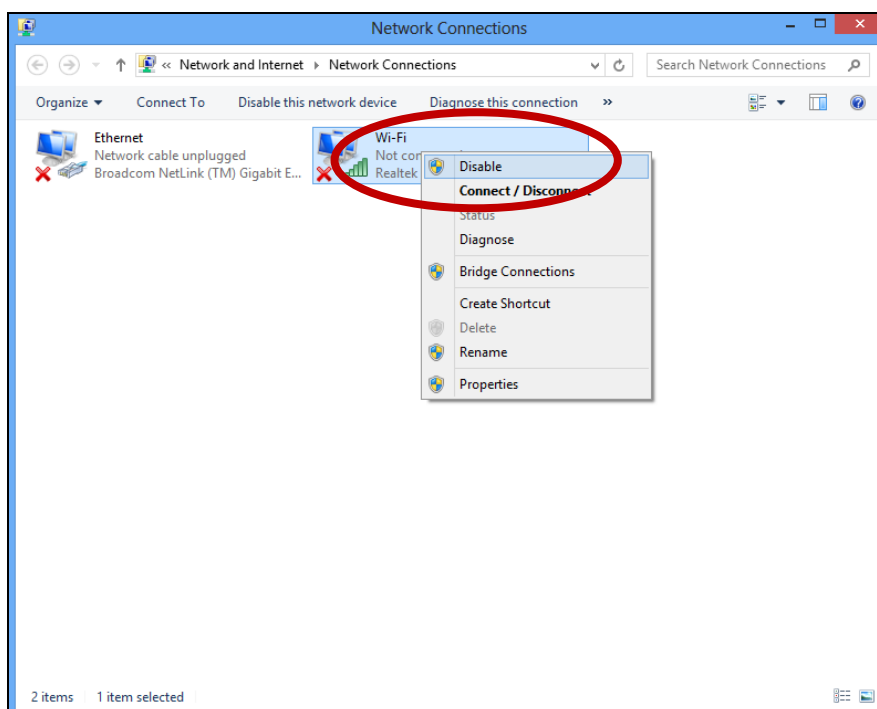 Network Connections
« Network and Internet Network Connections
Search Network Connections
Organize Connect To Disable this network device Diagnose this connection »
Ethernet
Network cable unplugged
Broadcom NetLink (TM) Gigabit E...
Wi-Fi
Not
Realtek
Disable
Connect / Disconnect
Status
Diagnose
Bridge Connections
Create Shortcut
Delete
Rename
Properties
2 items 1 item selected